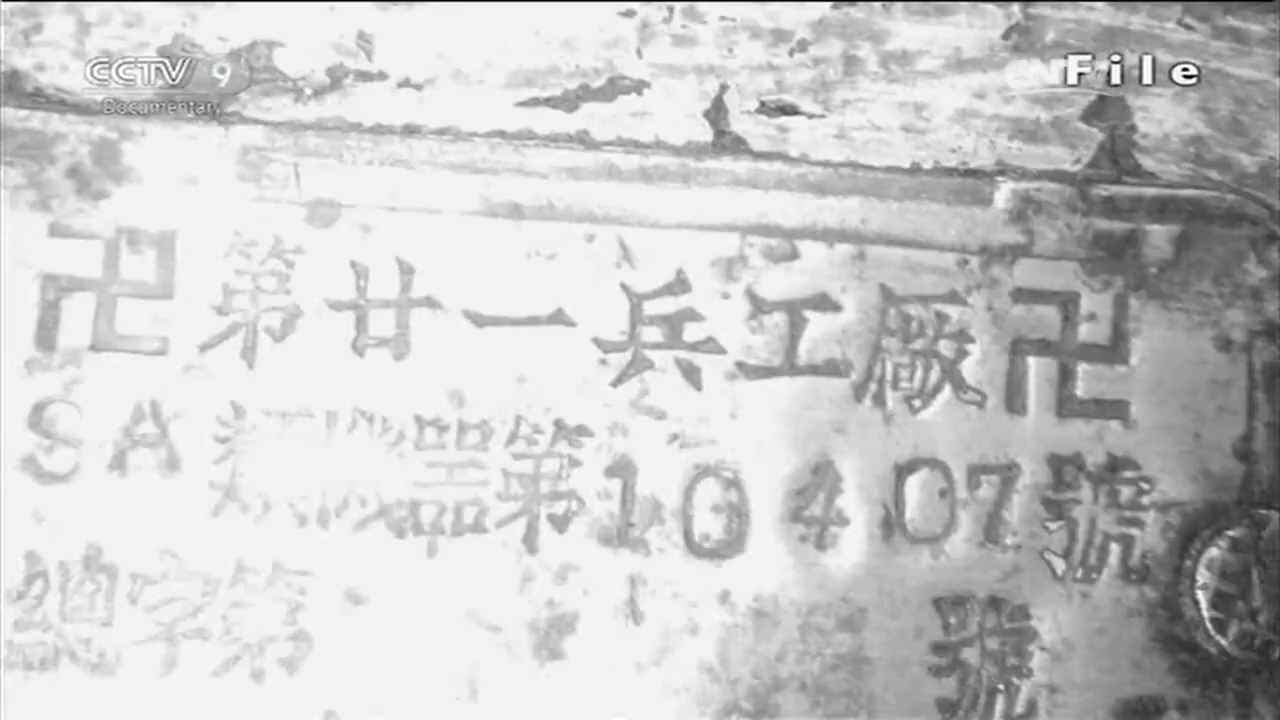 CCTV 9
Documentary
File
卍第廿一兵工廠卍
SA 器第10407號
總字第 號